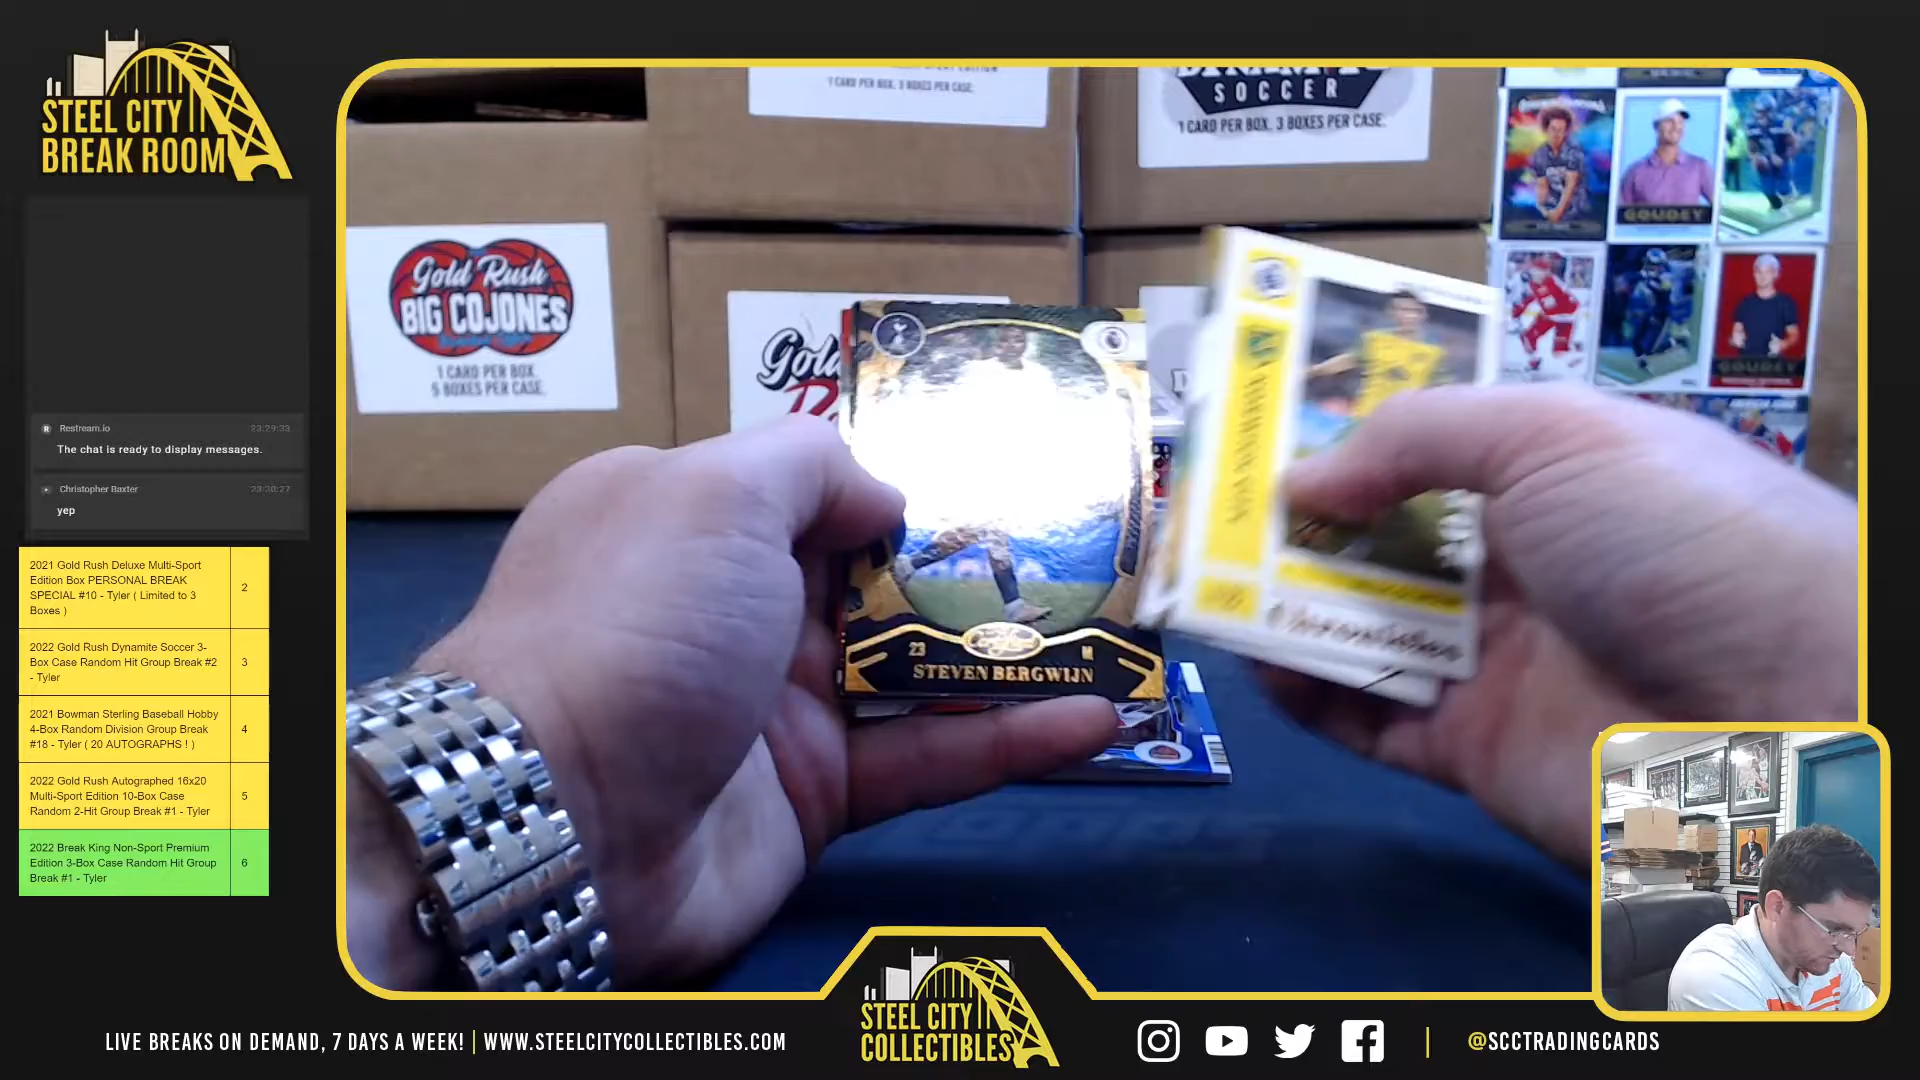 STEEL CITY
BREAK ROOM
Restream.io 23:29:33
The chat is ready to display messages.
Christopher Baxter 23:30:27
yep
2021 Gold Rush Deluxe Multi-Sport
Edition Box PERSONAL BREAK
SPECIAL #10 - Tyler ( Limited to 3
Boxes )
2
2022 Gold Rush Dynamite Soccer 3-
Box Case Random Hit Group Break #2
- Tyler
3
2021 Bowman Sterling Baseball Hobby
4-Box Random Division Group Break
#18 - Tyler ( 20 AUTOGRAPHS ! )
4
2022 Gold Rush Autographed 16x20
Multi-Sport Edition 10-Box Case
Random 2-Hit Group Break #1 - Tyler
5
2022 Break King Non-Sport Premium
Edition 3-Box Case Random Hit Group
Break #1 - Tyler
6
1 CARD PER BOX. 3 BOXES PER CASE.
SOCCER
1 CARD PER BOX. 3 BOXES PER CASE.
Gold Rush
BIG COJONES
1 CARD PER BOX.
5 BOXES PER CASE.
GOUDEY
GOUDEY
23
M
STEVEN BERGWIJN
LIVE BREAKS ON DEMAND, 7 DAYS A WEEK! | WWW.STEELCITYCOLLECTIBLES.COM
STEEL CITY
COLLECTIBLES
| @SCCTRADINGCARDS